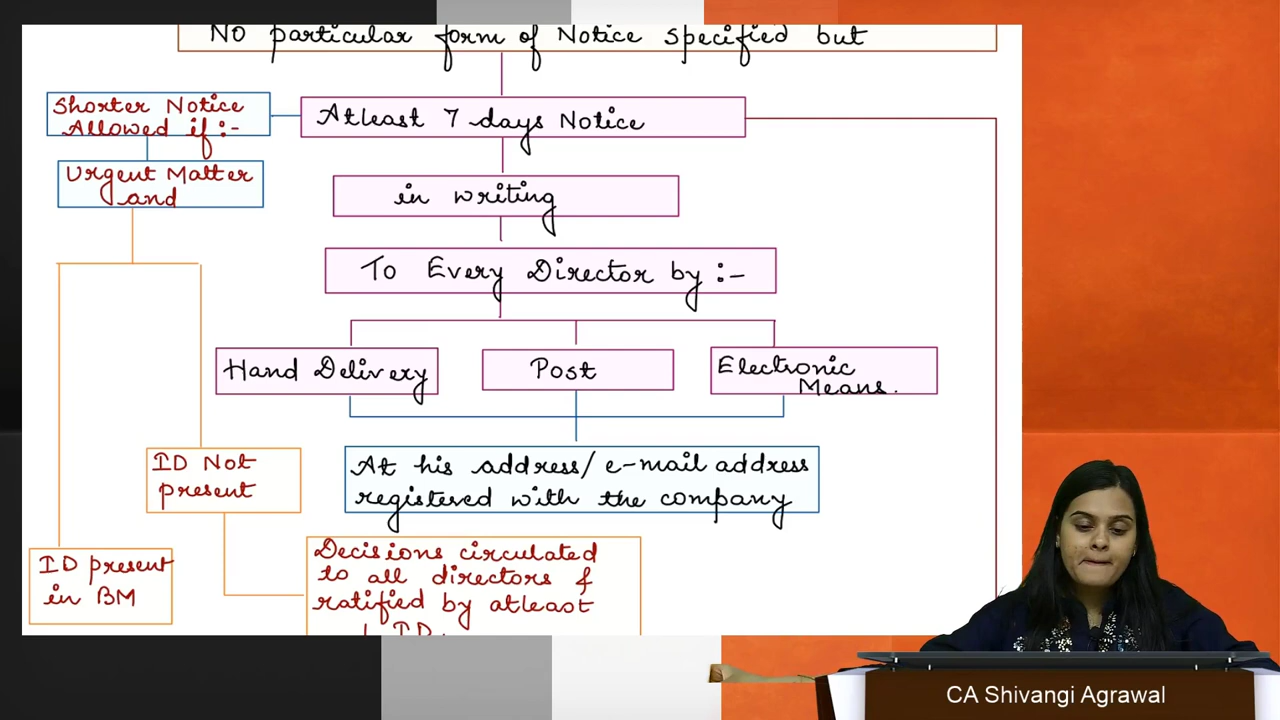 No particular form of Notice specified but
Shorter Notice
Allowed if:-
Atleast 7 days Notice
Urgent Matter
and
in writing
To Every Director by :-
Hand Delivery
Post
Electronic
Means.
ID Not
present
At his address/ e-mail address
registered with the company
ID present
in BM
Decisions circulated
to all directors &
ratified by atleast
1 ID.
CA Shivangi Agrawal